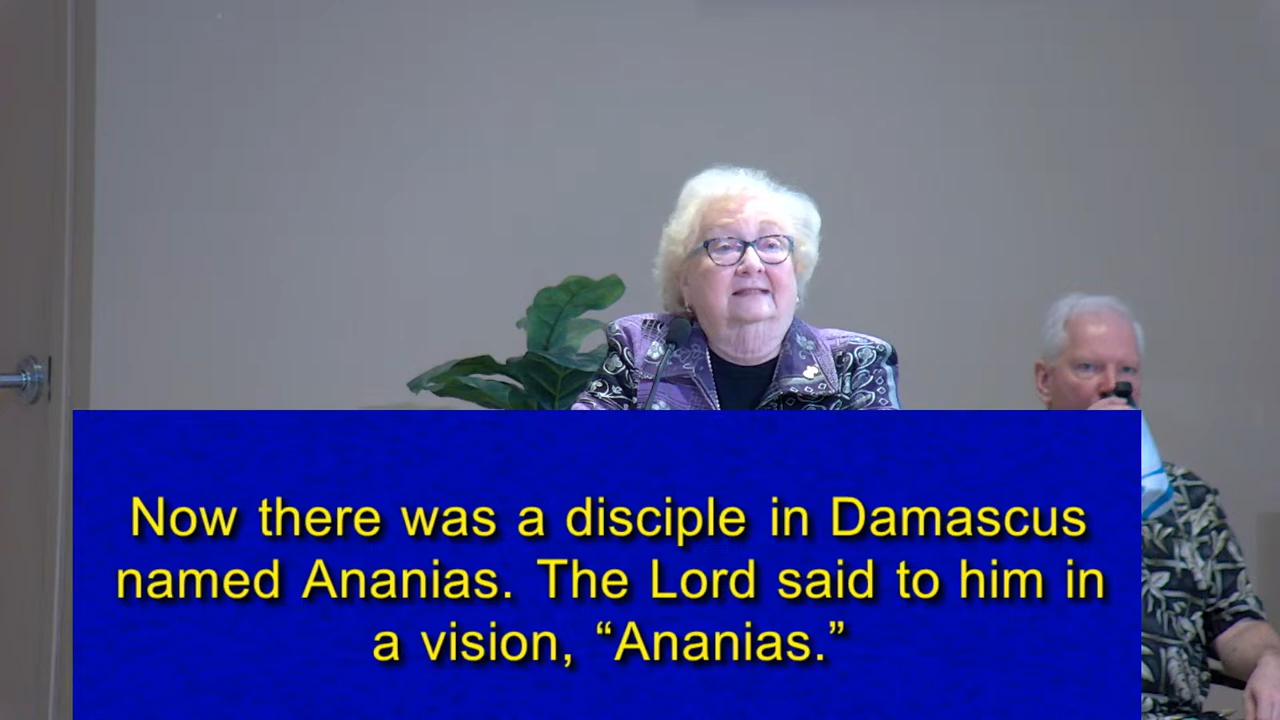 Now there was a disciple in Damascus
named Ananias. The Lord said to him in
a vision, “Ananias.”